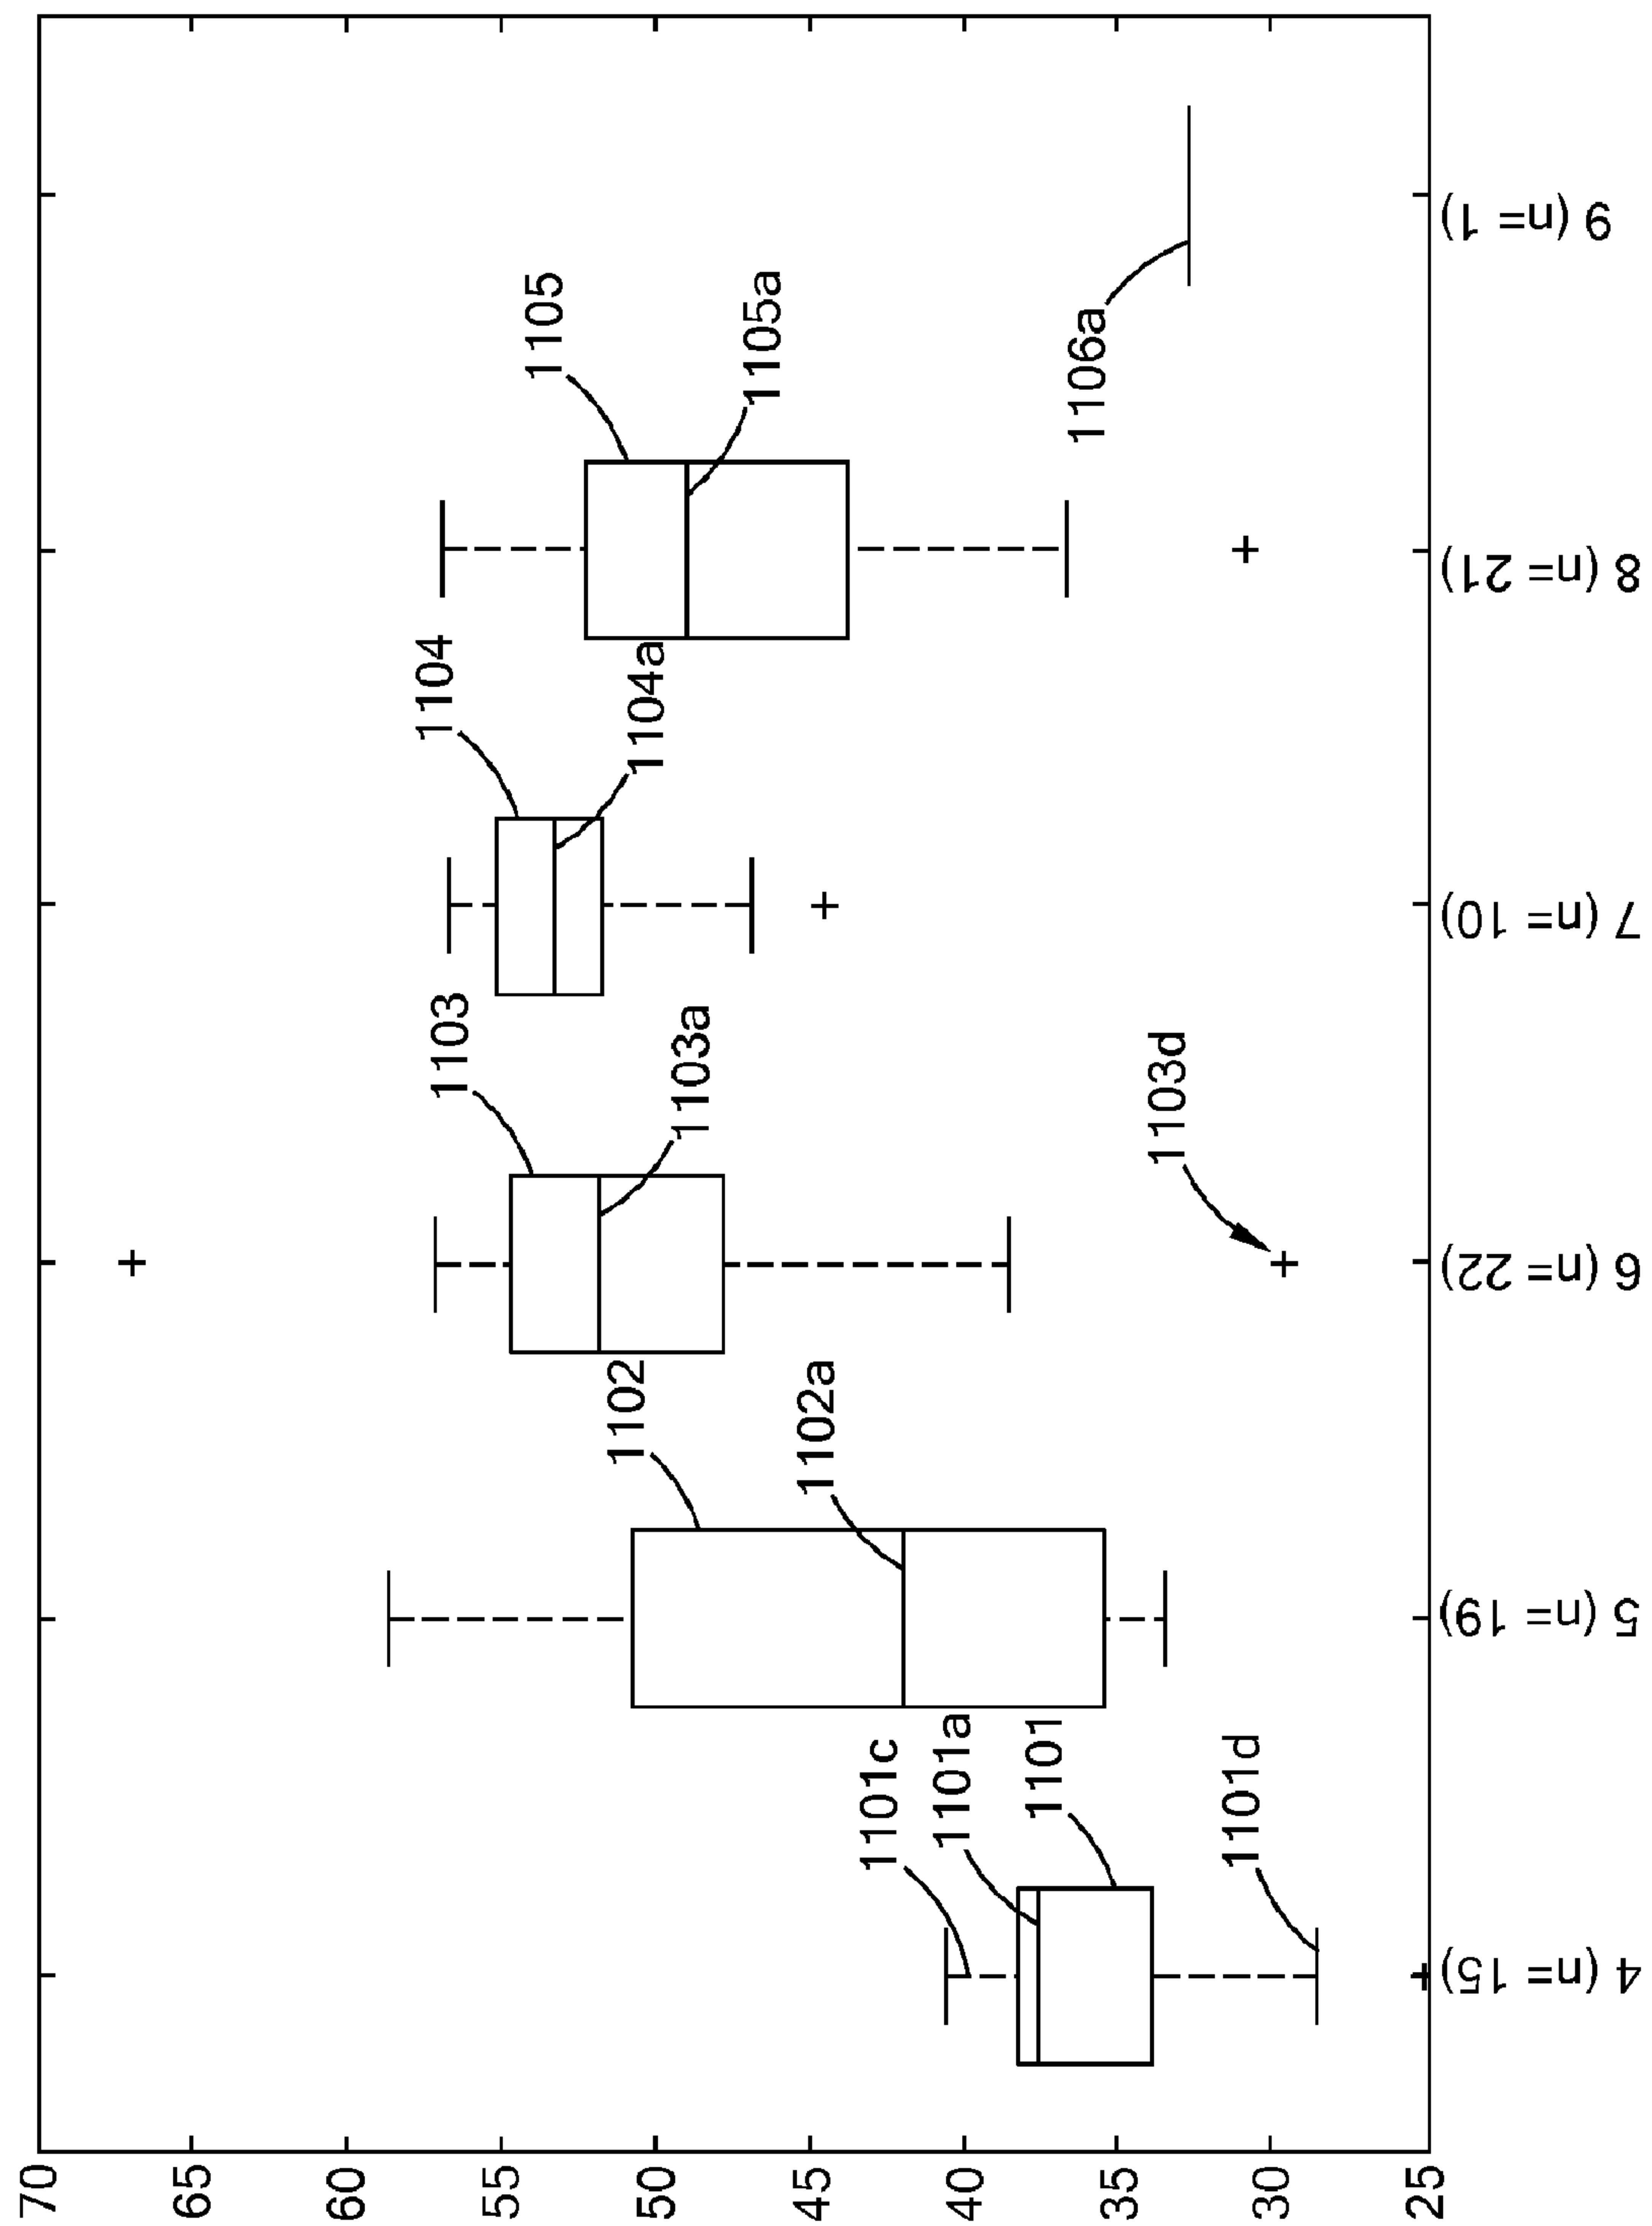 70
65
60
55
50
45
40
35
30
25
4 (n= 15)
5 (n= 19)
6 (n= 22)
7 (n= 10)
8 (n= 21)
9 (n= 1)
1101c
1101a
1101
1101d
1102
1102a
1103
1103a
1103d
1104
1104a
1105
1105a
1106a